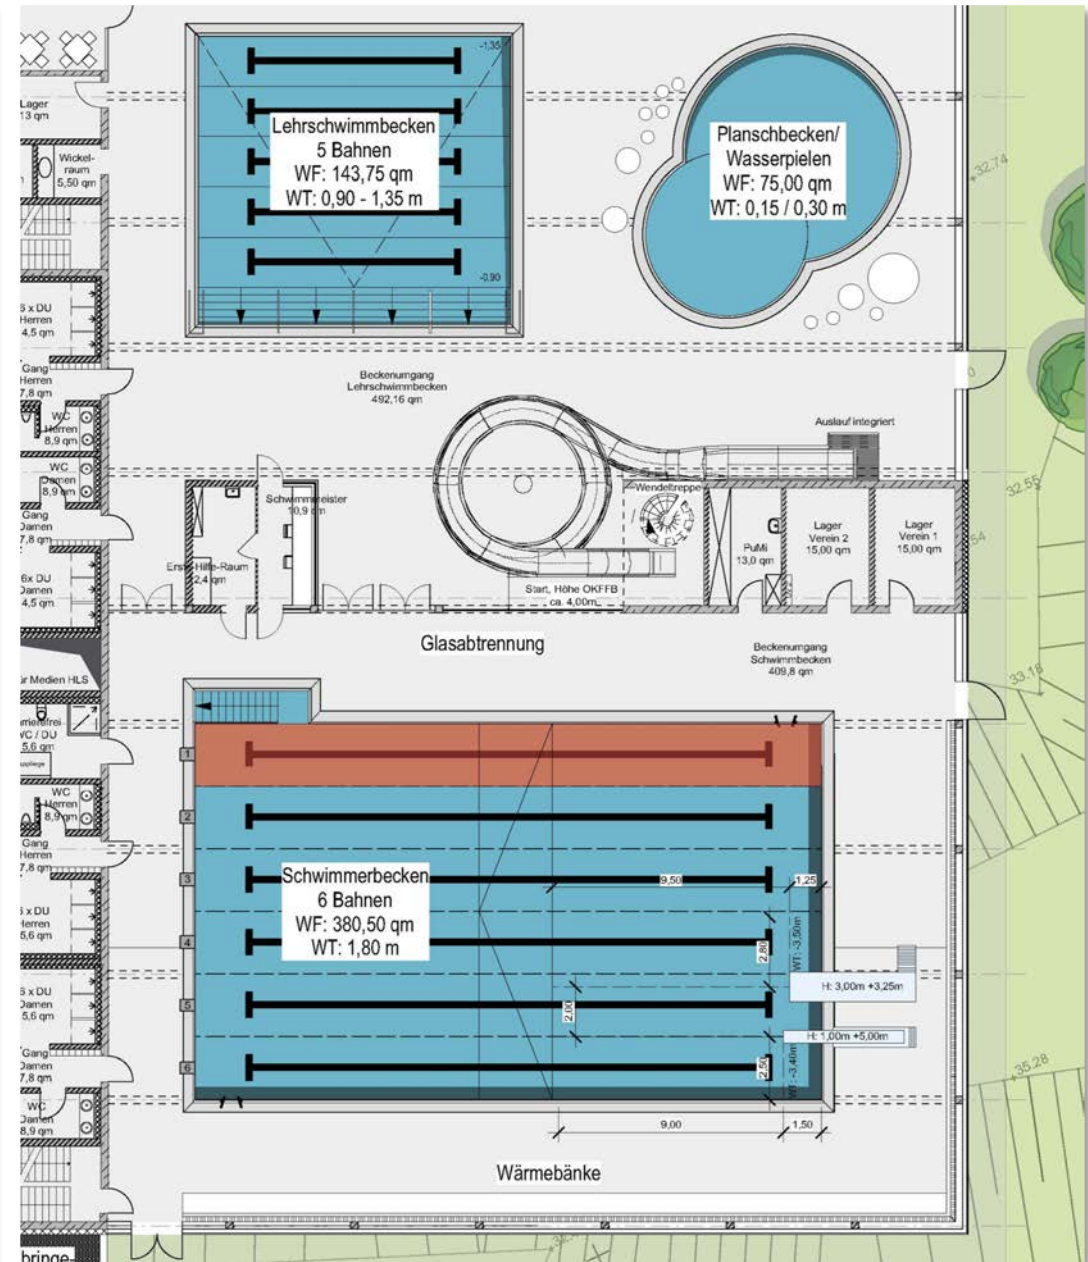 Lager
13 qm
Wickel-
raum
5,50 qm
-1,35
Lehrschwimmbecken
5 Bahnen
WF: 143,75 qm
WT: 0,90 - 1,35 m
-0,90
Planschbecken/
Wasserpielen
WF: 75,00 qm
WT: 0,15 / 0,30 m
+32.74
6 x DU
Herren
4,5 qm
Gang
Herren
7,8 qm
WC
Herren
8,9 qm
WC
Damen
8,9 qm
Gang
Damen
7,8 qm
6x DU
Damen
4,5 qm
Beckenumgang
Lehrschwimmbecken
492,16 qm
Auslauf integriert
Schwimmmeister
10,9 qm
Erste-Hilfe-Raum
2,4 qm
Wendeltreppe
PuMi
13,0 qm
Lager
Verein 2
15,00 qm
Lager
Verein 1
15,00 qm
32.55
Start, Höhe OKFFB
ca. 4,00m
Glasabtrennung
Beckenumgang
Schwimmbecken
409,8 qm
33.18
ür Medien HLS
WC / DU
5,6 qm
WC
Herren
8,9 qm
Gang
Herren
7,8 qm
DU
Herren
5,6 qm
6 x DU
Damen
5,6 qm
Gang
Damen
7,8 qm
WC
Damen
8,9 qm
1
2
3
4
5
6
Schwimmerbecken
6 Bahnen
WF: 380,50 qm
WT: 1,80 m
9,50
1,25
2,80
WT: -3,50m
2,00
H: 3,00m +3,25m
H: 1,00m +5,00m
2,50
WT: -3,40m
9,00
1,50
+35.28
Wärmebänke
bringe-